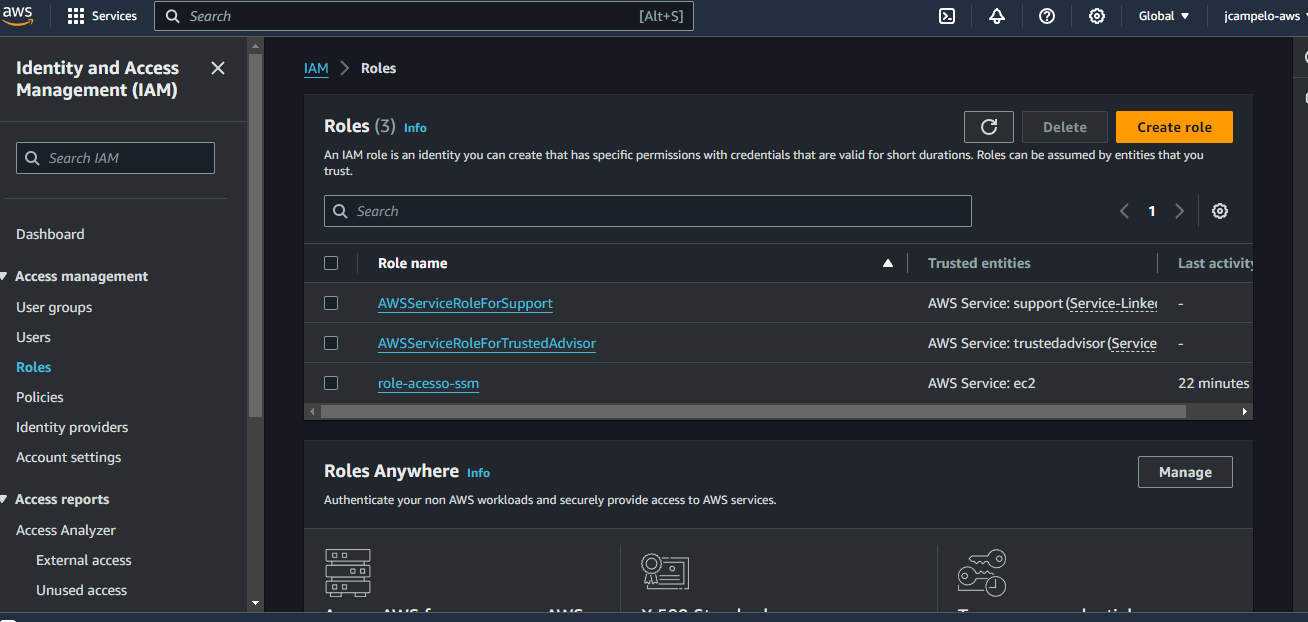 aws
Services
Search
[Alt+S]
Global
jcampelo-aws
Identity and Access
Management (IAM)
Search IAM
Dashboard
Access management
User groups
Users
Roles
Policies
Identity providers
Account settings
Access reports
Access Analyzer
External access
Unused access
IAM
Roles
Roles (3) Info
Delete
Create role
An IAM role is an identity you can create that has specific permissions with credentials that are valid for short durations. Roles can be assumed by entities that you
trust.
Search
1
Role name
Trusted entities
Last activity
AWSServiceRoleForSupport
AWS Service: support (Service-Linked
-
AWSServiceRoleForTrustedAdvisor
AWS Service: trustedadvisor (Service
-
role-acesso-ssm
AWS Service: ec2
22 minutes
Roles Anywhere Info
Manage
Authenticate your non AWS workloads and securely provide access to AWS services.